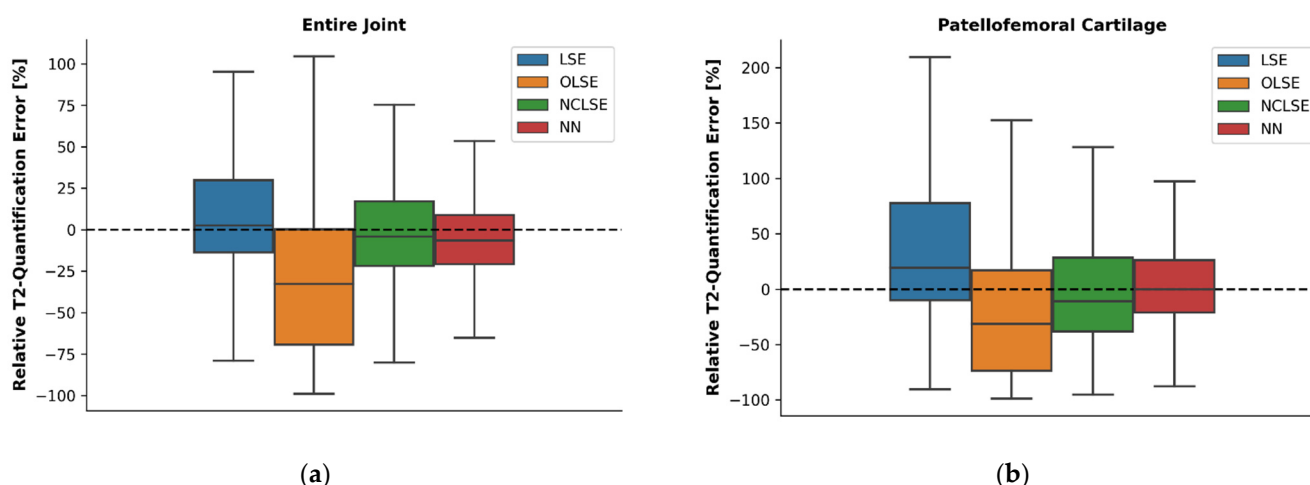 Entire Joint
Relative T2-Quantification Error [%]
100
75
50
25
0
−25
−50
−75
−100
LSE
OLSE
NCLSE
NN
(a)
Patellofemoral Cartilage
Relative T2-Quantification Error [%]
200
150
100
50
0
−50
−100
LSE
OLSE
NCLSE
NN
(b)